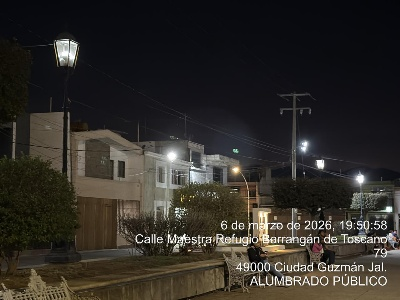 6 de marzo de 2026, 19:50:58
Calle Maestra Refugio Barragán de Toscano
79
49000 Ciudad Guzmán Jal.
ALUMBRADO PÚBLICO